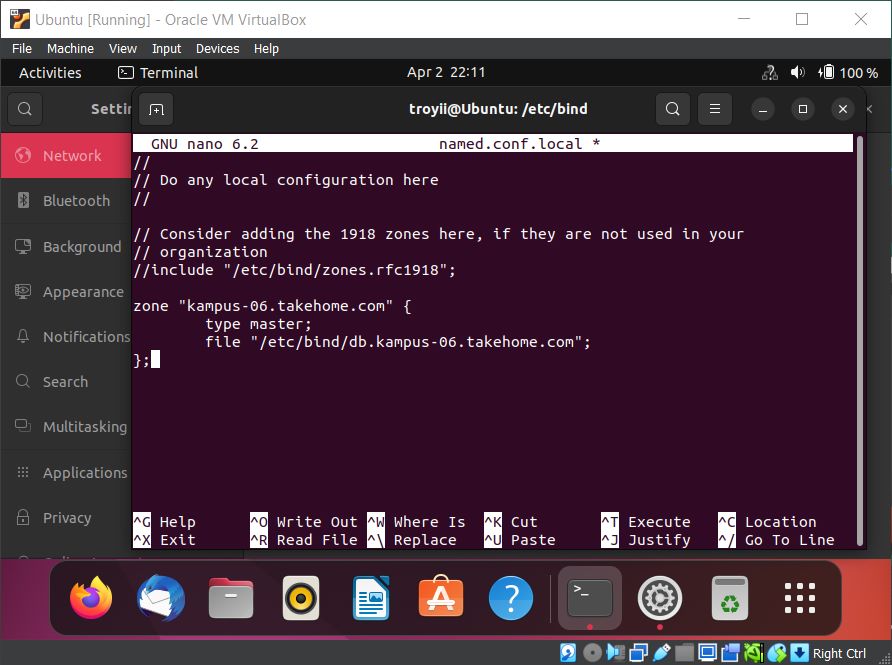 Ubuntu [Running] - Oracle VM VirtualBox
File Machine View Input Devices Help
Activities Terminal Apr 2 22:11 100 %
Settin troyii@Ubuntu: /etc/bind
GNU nano 6.2 named.conf.local *
Network
Bluetooth
Background
Appearance
Notifications
Search
Multitasking
Applications
Privacy
//
// Do any local configuration here
//
// Consider adding the 1918 zones here, if they are not used in your
// organization
//include "/etc/bind/zones.rfc1918";
zone "kampus-06.takehome.com" {
type master;
file "/etc/bind/db.kampus-06.takehome.com";
};
^G Help ^O Write Out ^W Where Is ^K Cut ^T Execute ^C Location
^X Exit ^R Read File ^\ Replace ^U Paste ^J Justify ^/ Go To Line
Right Ctrl